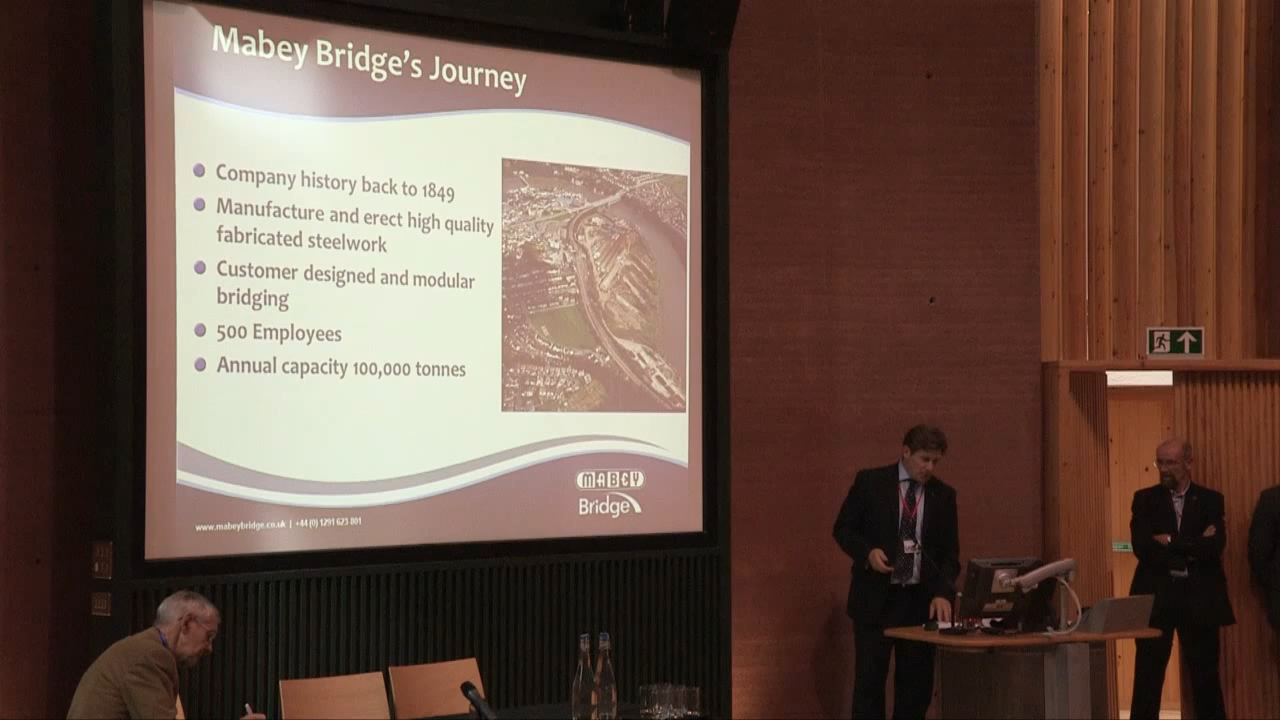 Mabey Bridge's Journey
Company history back to 1849
Manufacture and erect high quality
fabricated steelwork
Customer designed and modular
bridging
500 Employees
Annual capacity 100,000 tonnes
MABEY
Bridge
www.mabeybridge.co.uk | +44 (0) 1291 623 801